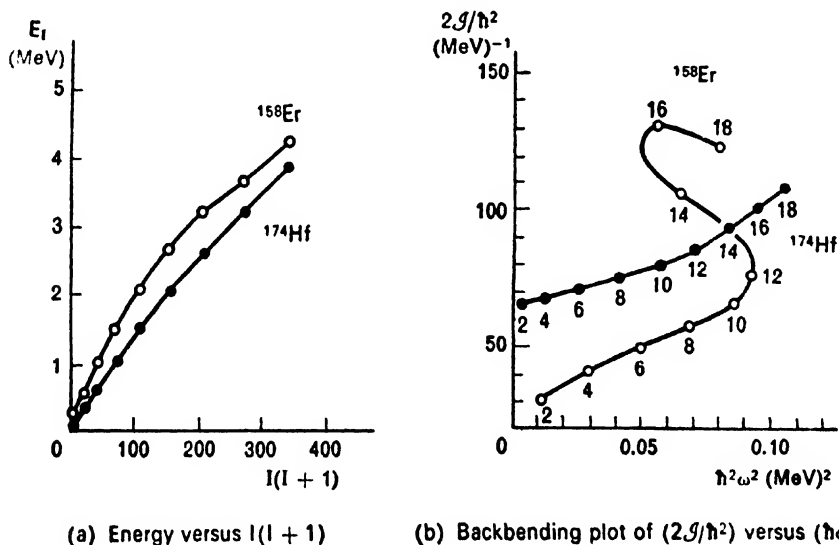 E_I
(MeV)
5
4
3
2
1
0
158Er
174Hf
0 100 200 300 400
I(I + 1)
(a) Energy versus I(I + 1)
2𝓘/ħ²
(MeV)⁻¹
150
100
50
158Er
16
18
14
12
10
8
6
4
2
174Hf
18
16
14
12
10
8
6
4
2
0 0.05 0.10
ħ²ω² (MeV)²
(b) Backbending plot of (2𝓘/ħ²) versus (ħω